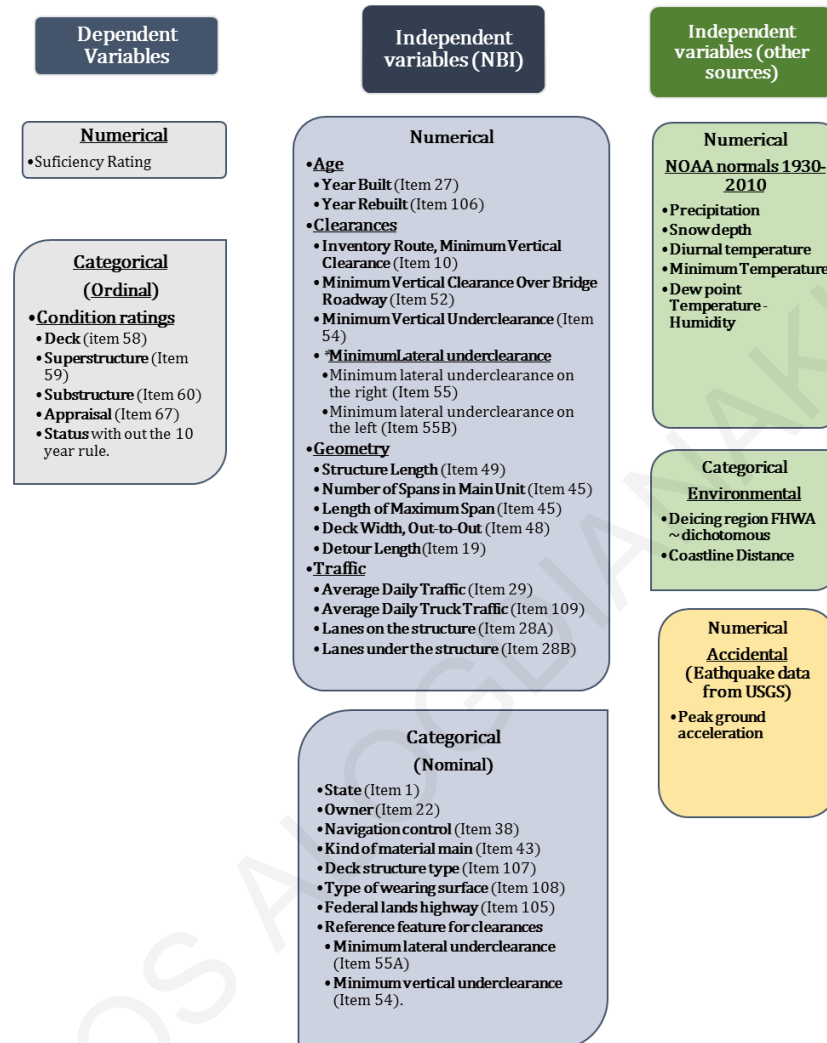 Dependent
Variables
Numerical
•Suficiency Rating
Categorical
(Ordinal)
•Condition ratings
•Deck (item 58)
•Superstructure (Item
59)
•Substructure (Item 60)
•Appraisal (Item 67)
•Status with out the 10
year rule.
Independent
variables (NBI)
Numerical
•Age
•Year Built (Item 27)
•Year Rebuilt (Item 106)
•Clearances
•Inventory Route, Minimum Vertical
Clearance (Item 10)
•Minimum Vertical Clearance Over Bridge
Roadway (Item 52)
•Minimum Vertical Underclearance (Item
54)
•*MinimumLateral underclearance
•Minimum lateral underclearance on
the right (Item 55)
•Minimum lateral underclearance on
the left (Item 55B)
•Geometry
•Structure Length (Item 49)
•Number of Spans in Main Unit (Item 45)
•Length of Maximum Span (Item 45)
•Deck Width, Out-to-Out (Item 48)
•Detour Length(Item 19)
•Traffic
•Average Daily Traffic (Item 29)
•Average Daily Truck Traffic (Item 109)
•Lanes on the structure (Item 28A)
•Lanes under the structure (Item 28B)
Categorical
(Nominal)
•State (Item 1)
•Owner (Item 22)
•Navigation control (Item 38)
•Kind of material main (Item 43)
•Deck structure type (Item 107)
•Type of wearing surface (Item 108)
•Federal lands highway (Item 105)
•Reference feature for clearances
•Minimum lateral underclearance
(Item 55A)
•Minimum vertical underclearance
(Item 54).
Independent
variables (other
sources)
Numerical
NOAA normals 1930-
2010
•Precipitation
•Snow depth
•Diurnal temperature
•Minimum Temperature
•Dew point
Temperature -
Humidity
Categorical
Environmental
•Deicing region FHWA
~ dichotomous
•Coastline Distance
Numerical
Accidental
(Eathquake data
from USGS)
•Peak ground
acceleration
OS ALOGDIANAKI